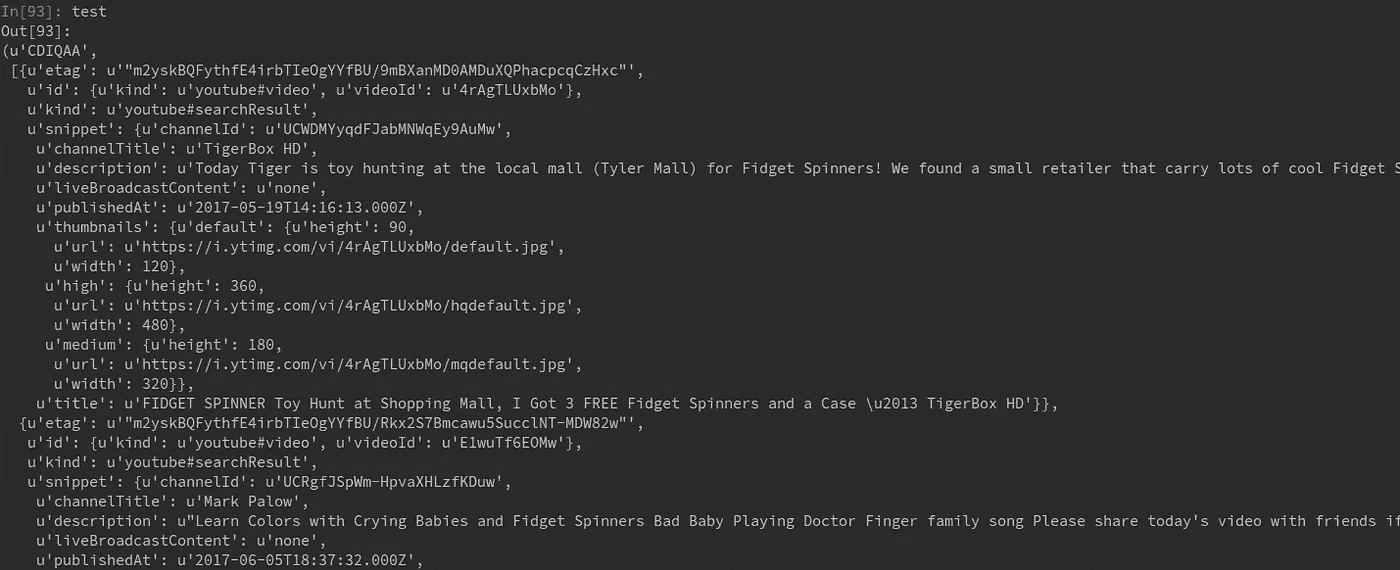 In[93]: test
Out[93]:
(u'CDIQAA',
[{u'etag': u'"m2yskBQFythfE4irbTIeOgYYfBU/9mBXanMD0AMDuXQPhacpcqCzHxc"',
u'id': {u'kind': u'youtube#video', u'videoId': u'4rAgTLUxbMo'},
u'kind': u'youtube#searchResult',
u'snippet': {u'channelId': u'UCWDMYyqdFJabMNWqEy9AuMw',
u'channelTitle': u'TigerBox HD',
u'description': u'Today Tiger is toy hunting at the local mall (Tyler Mall) for Fidget Spinners! We found a small retailer that carry lots of cool Fidget S
u'liveBroadcastContent': u'none',
u'publishedAt': u'2017-05-19T14:16:13.000Z',
u'thumbnails': {u'default': {u'height': 90,
u'url': u'https://i.ytimg.com/vi/4rAgTLUxbMo/default.jpg',
u'width': 120},
u'high': {u'height': 360,
u'url': u'https://i.ytimg.com/vi/4rAgTLUxbMo/hqdefault.jpg',
u'width': 480},
u'medium': {u'height': 180,
u'url': u'https://i.ytimg.com/vi/4rAgTLUxbMo/mqdefault.jpg',
u'width': 320}},
u'title': u'FIDGET SPINNER Toy Hunt at Shopping Mall, I Got 3 FREE Fidget Spinners and a Case \u2013 TigerBox HD'}},
{u'etag': u'"m2yskBQFythfE4irbTIeOgYYfBU/Rkx2S7Bmcawu5SucclNT-MDW82w"',
u'id': {u'kind': u'youtube#video', u'videoId': u'E1wuTf6EOMw'},
u'kind': u'youtube#searchResult',
u'snippet': {u'channelId': u'UCRgfJSpWm-HpvaXHLzfKDuw',
u'channelTitle': u'Mark Palow',
u'description': u"Learn Colors with Crying Babies and Fidget Spinners Bad Baby Playing Doctor Finger family song Please share today's video with friends if
u'liveBroadcastContent': u'none',
u'publishedAt': u'2017-06-05T18:37:32.000Z',